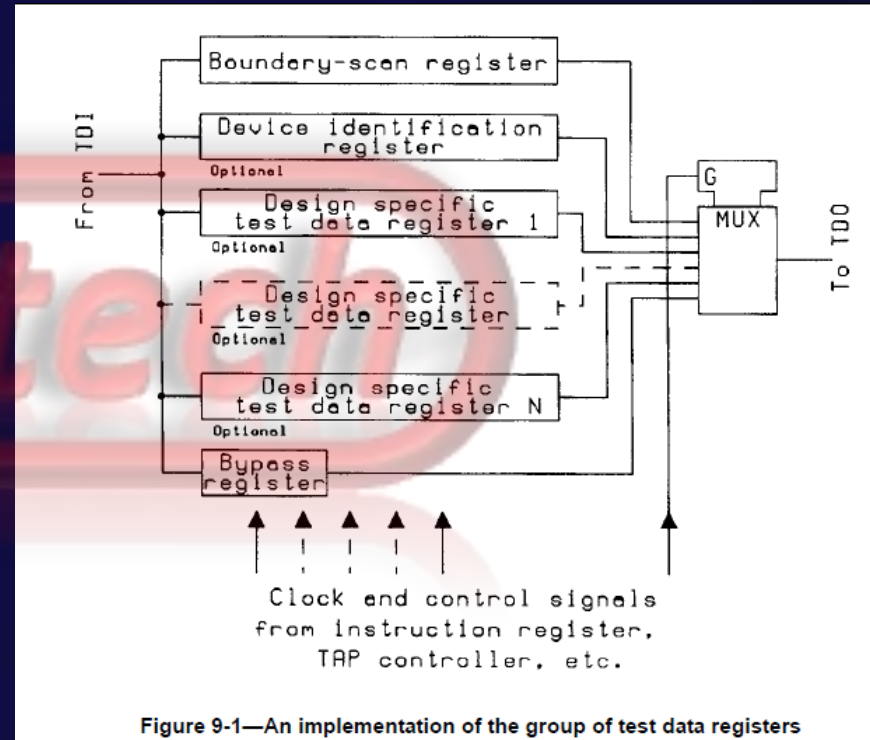 Boundary-scan register
Device identification
register
Optional
Design specific
test data register 1
Optional
Design specific
test data register
Optional
Design specific
test data register N
Optional
Bypass
register
From TDI
G
MUX
To TDO
Clock and control signals
from instruction register,
TAP controller, etc.
Figure 9-1—An implementation of the group of test data registers
tech